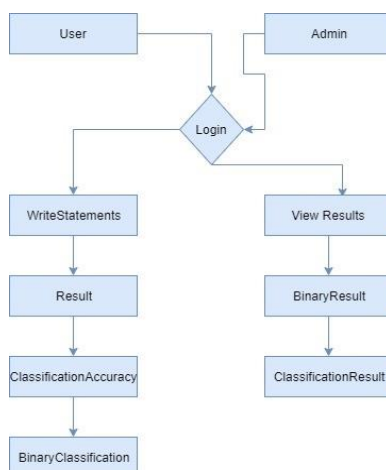 User
Admin
Login
WriteStatements
View Results
Result
BinaryResult
ClassificationAccuracy
ClassificationResult
BinaryClassification